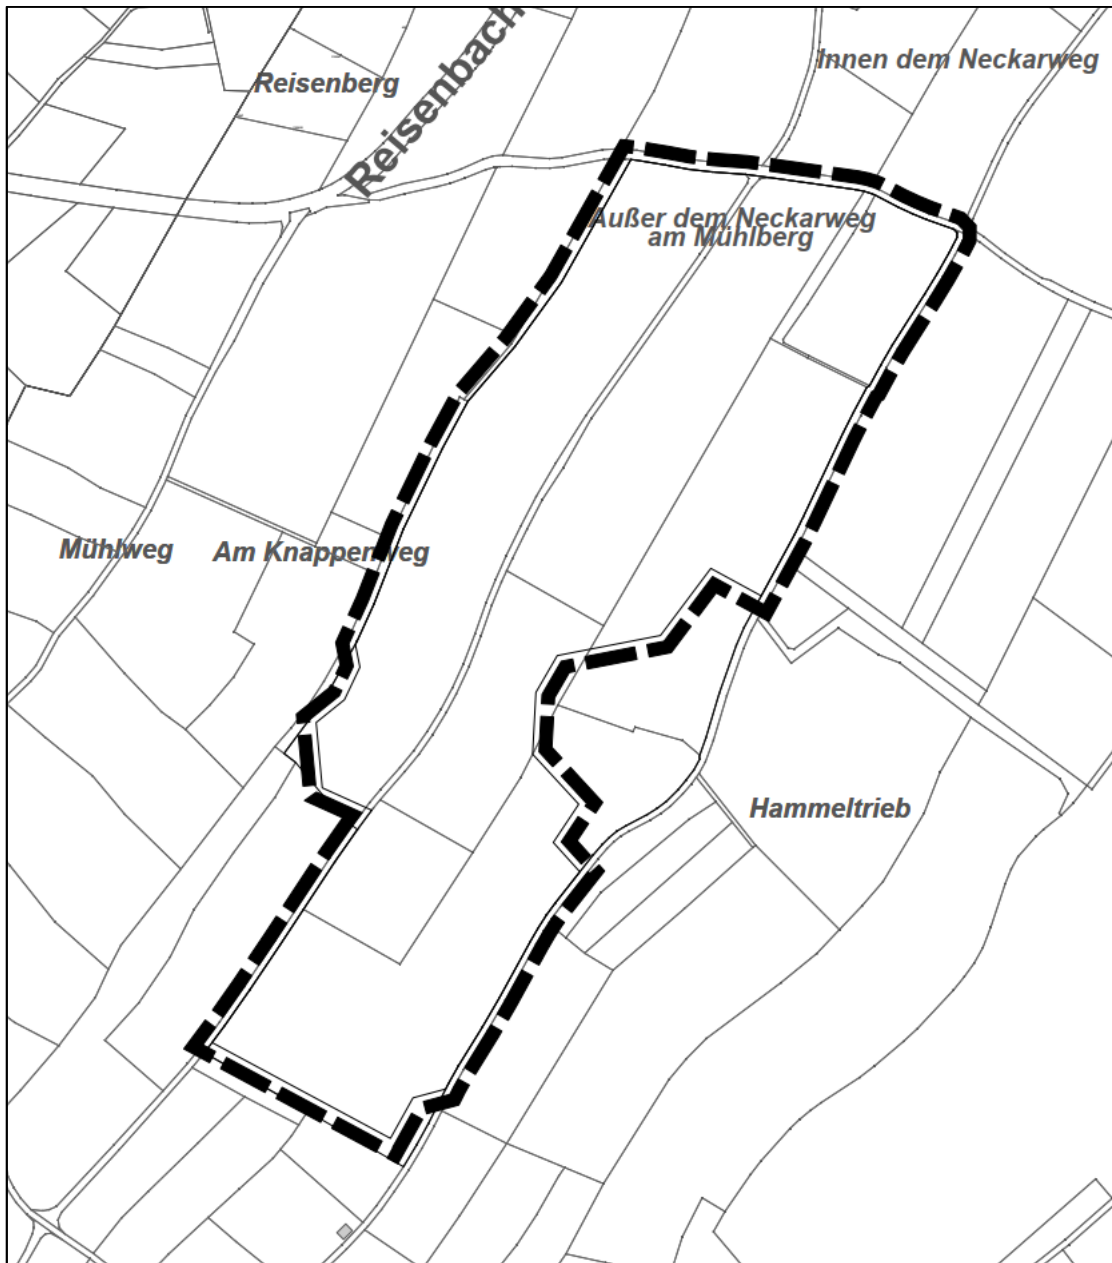 Innen dem Neckarweg
Reisenberg
Reisenbach
Außer dem Neckarweg
am Mühlberg
Mühlweg
Am Knappenweg
Hammeltrieb